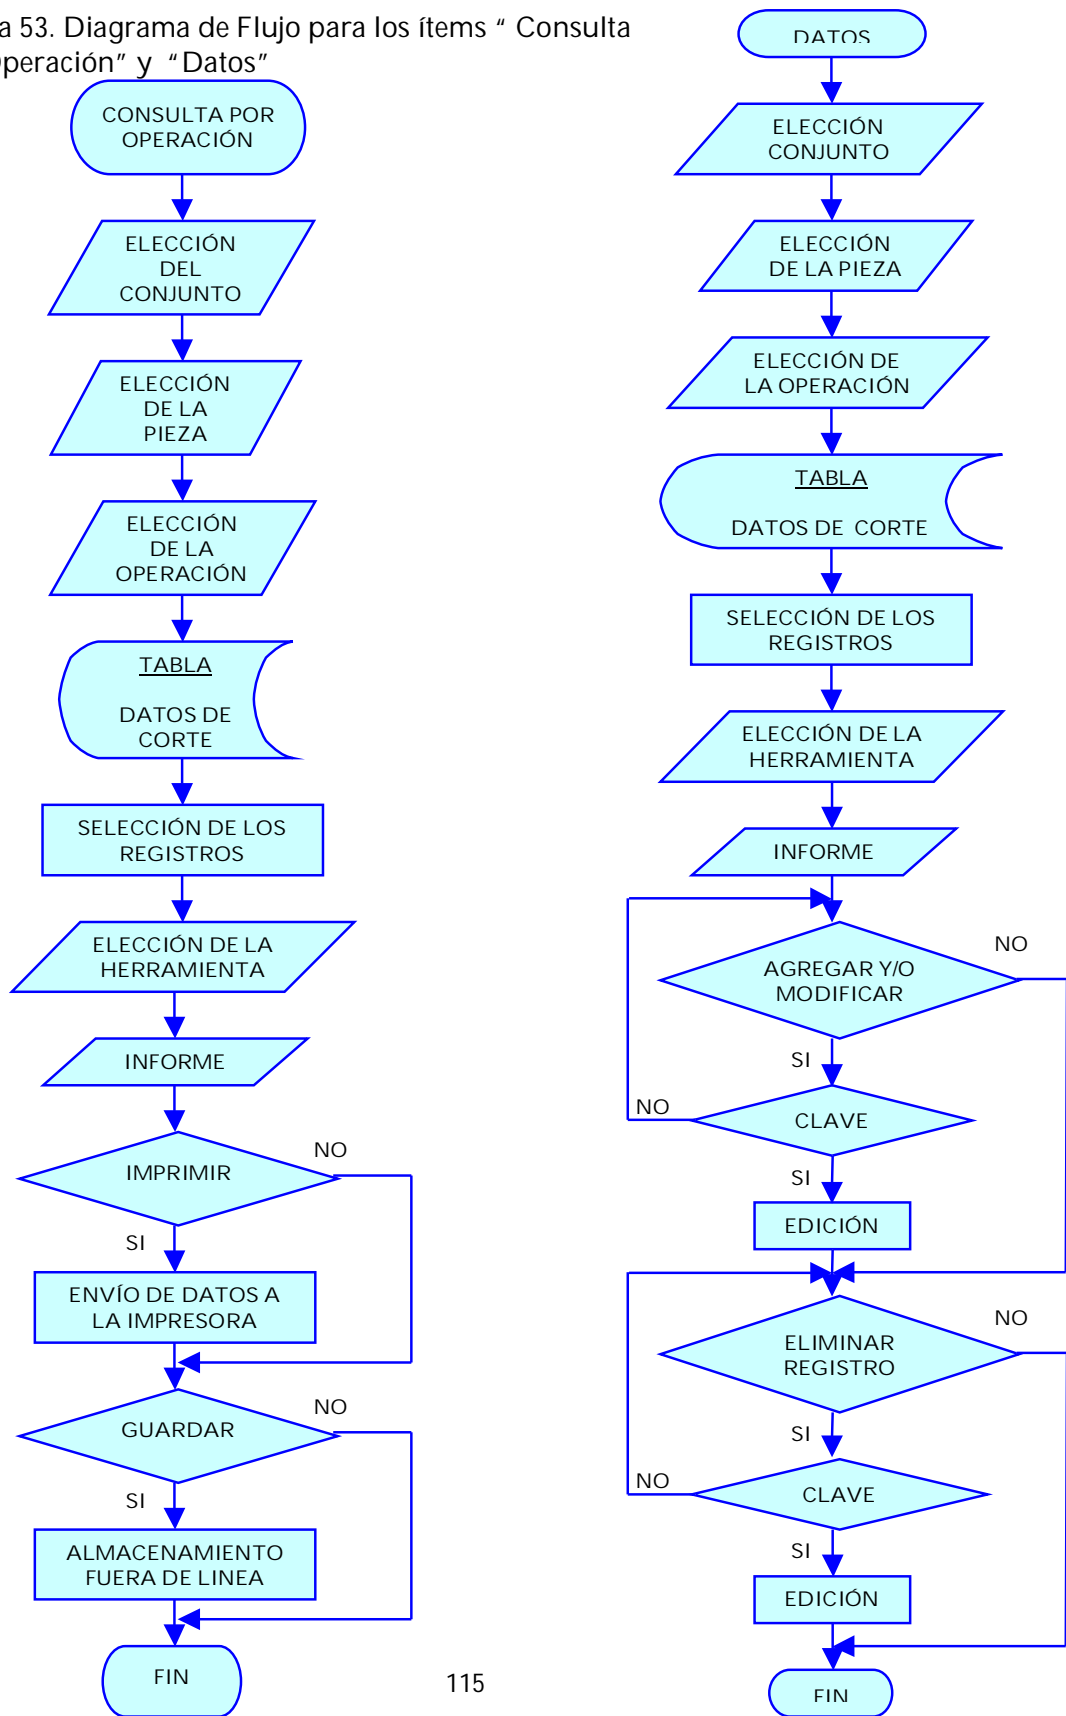 a 53. Diagrama de Flujo para los ítems “ Consulta
peración” y “Datos”
CONSULTA POR
OPERACIÓN
ELECCIÓN
DEL
CONJUNTO
ELECCIÓN
DE LA
PIEZA
ELECCIÓN
DE LA
OPERACIÓN
TABLA
DATOS DE
CORTE
SELECCIÓN DE LOS
REGISTROS
ELECCIÓN DE LA
HERRAMIENTA
INFORME
IMPRIMIR
NO
SI
ENVÍO DE DATOS A
LA IMPRESORA
GUARDAR
NO
SI
ALMACENAMIENTO
FUERA DE LINEA
FIN
DATOS
ELECCIÓN
CONJUNTO
ELECCIÓN
DE LA PIEZA
ELECCIÓN DE
LA OPERACIÓN
TABLA
DATOS DE CORTE
SELECCIÓN DE LOS
REGISTROS
ELECCIÓN DE LA
HERRAMIENTA
INFORME
NO
AGREGAR Y/O
MODIFICAR
SI
NO
CLAVE
SI
EDICIÓN
NO
ELIMINAR
REGISTRO
SI
NO
CLAVE
SI
EDICIÓN
FIN
115